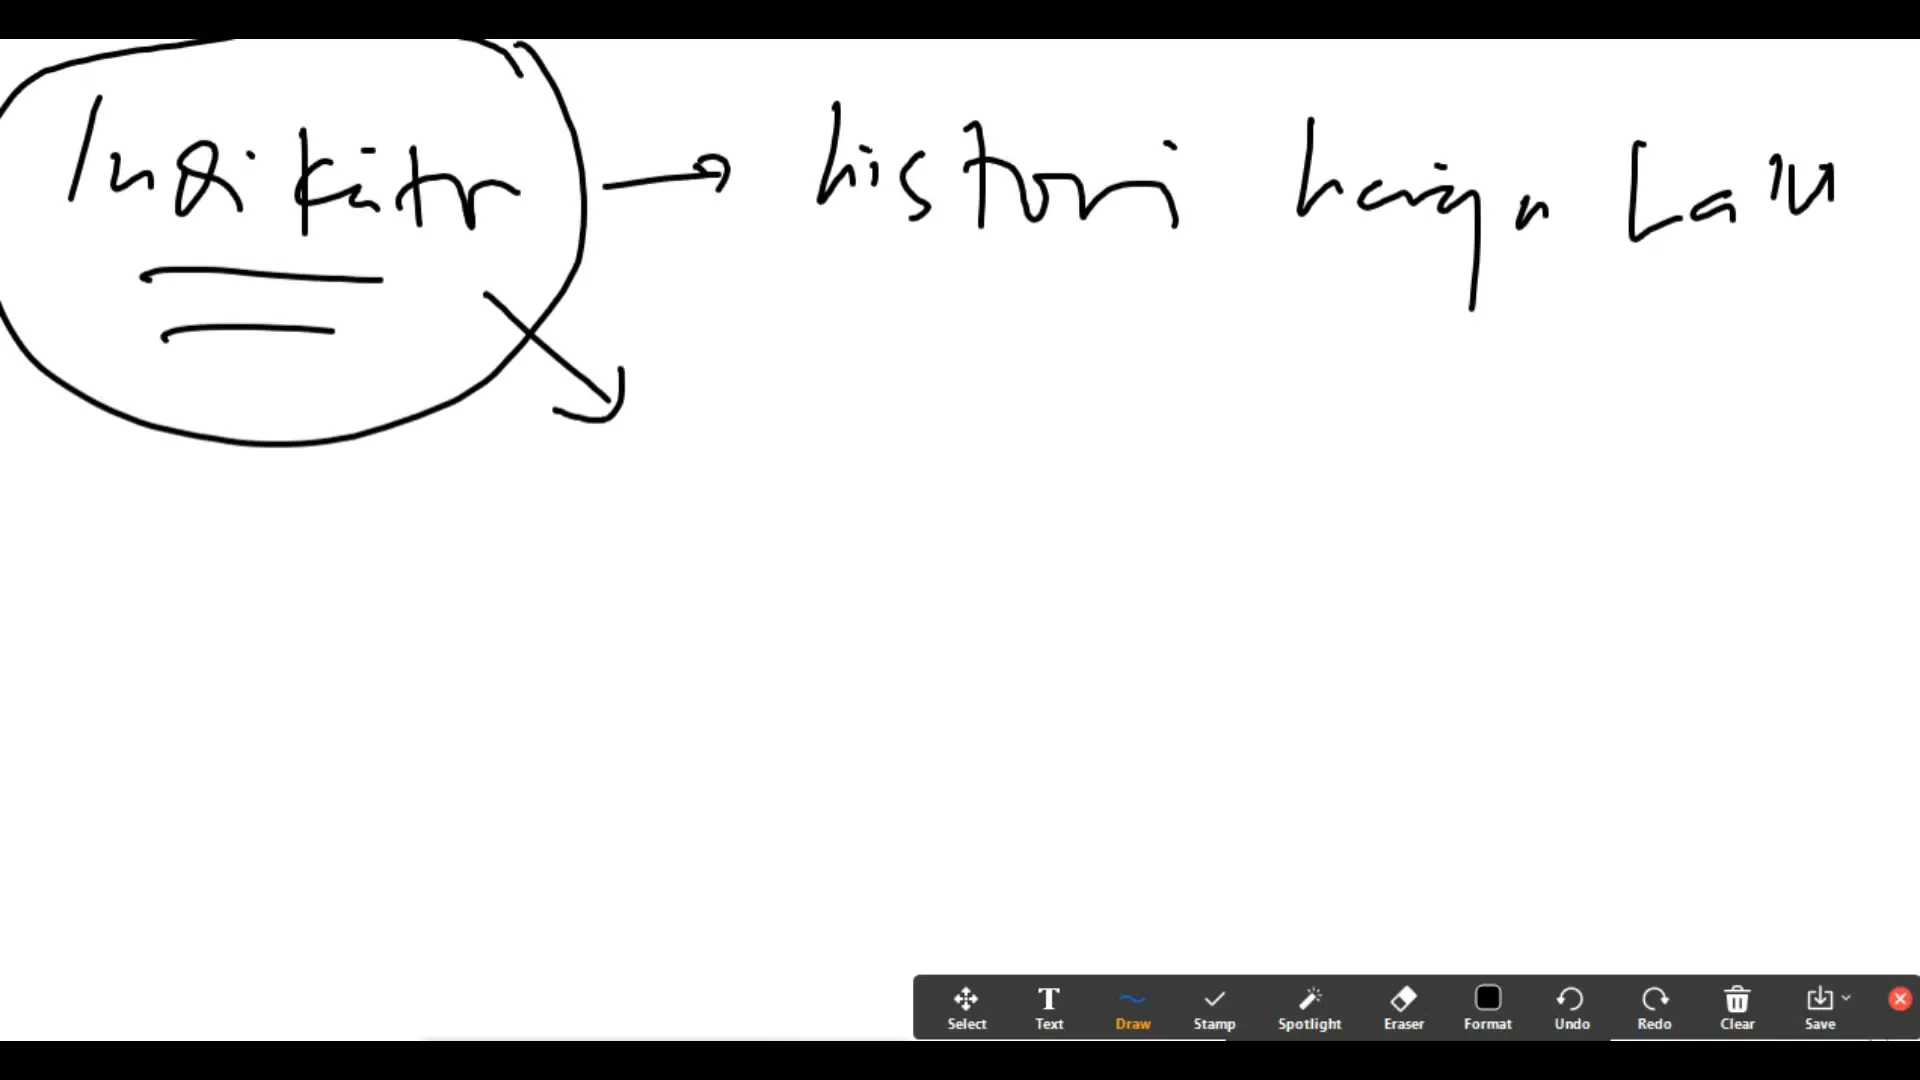 Indikator → histori harga Lalu
Select Text Draw Stamp Spotlight Eraser Format Undo Redo Clear Save